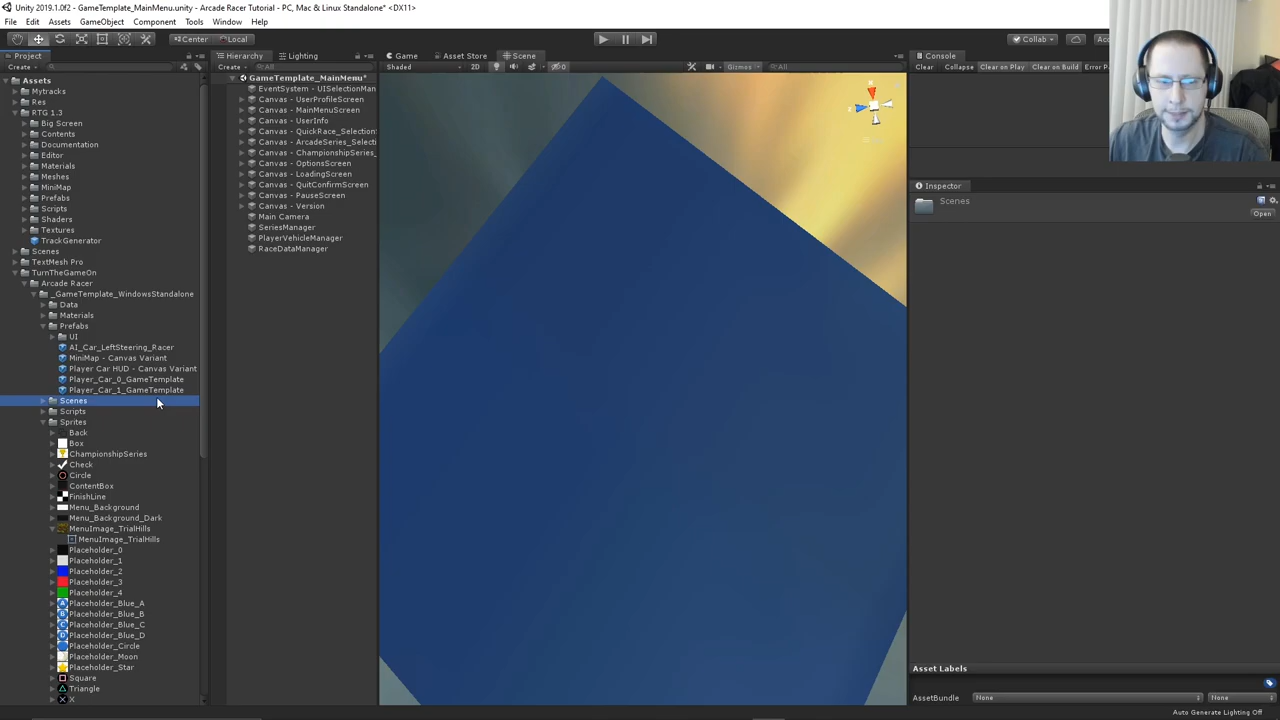 Unity 2019.1.0f2 - GameTemplate_MainMenu.unity - Arcade Racer Tutorial - PC, Mac & Linux Standalone* <DX11>
File Edit Assets GameObject Component Tools Window Help
Center Local Collab
Project Hierarchy Lighting Game Asset Store Scene Console
Create Create All Shaded 2D 0 Gizmos All Clear Collapse Clear on Play Clear on Build Error P
Assets
Mytracks
Res
RTG 1.3
Big Screen
Contents
Documentation
Editor
Materials
Meshes
MiniMap
Prefabs
Scripts
Shaders
Textures
TrackGenerator
Scenes
TextMesh Pro
TurnTheGameOn
Arcade Racer
_GameTemplate_WindowsStandalone
Data
Materials
Prefabs
UI
AI_Car_LeftSteering_Racer
MiniMap - Canvas Variant
Player Car HUD - Canvas Variant
Player_Car_0_GameTemplate
Player_Car_1_GameTemplate
Scenes
Scripts
Sprites
Back
Box
ChampionshipSeries
Check
Circle
ContentBox
FinishLine
Menu_Background
Menu_Background_Dark
MenuImage_TrialHills
MenuImage_TrialHills
Placeholder_0
Placeholder_1
Placeholder_2
Placeholder_3
Placeholder_4
Placeholder_Blue_A
Placeholder_Blue_B
Placeholder_Blue_C
Placeholder_Blue_D
Placeholder_Circle
Placeholder_Moon
Placeholder_Star
Square
Triangle
X
GameTemplate_MainMenu*
EventSystem - UISelectionMan
Canvas - UserProfileScreen
Canvas - MainMenuScreen
Canvas - UserInfo
Canvas - QuickRace_Selection
Canvas - ArcadeSeries_Selecti
Canvas - ChampionshipSeries_
Canvas - OptionsScreen
Canvas - LoadingScreen
Canvas - QuitConfirmScreen
Canvas - PauseScreen
Canvas - Version
Main Camera
SeriesManager
PlayerVehicleManager
RaceDataManager
Inspector
Scenes
Open
Asset Labels
AssetBundle None None
Auto Generate Lighting Off